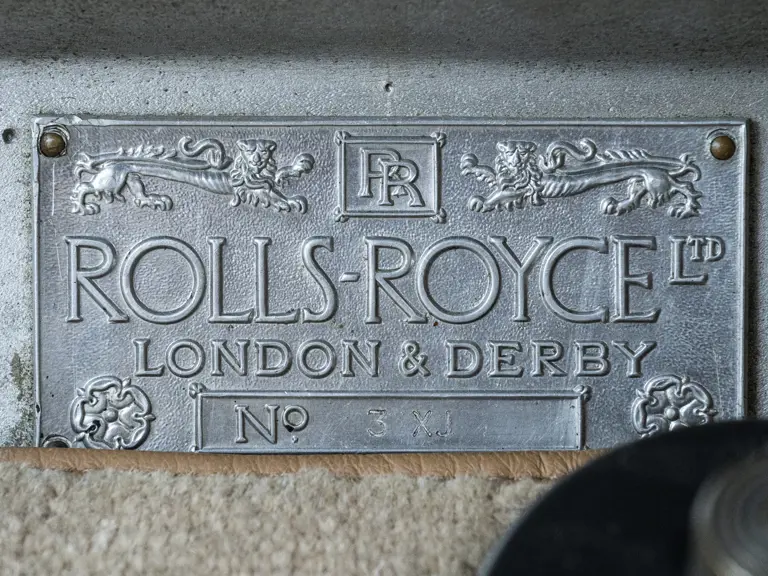 RR
ROLLS-ROYCE LTD
LONDON & DERBY
No 3 XJ